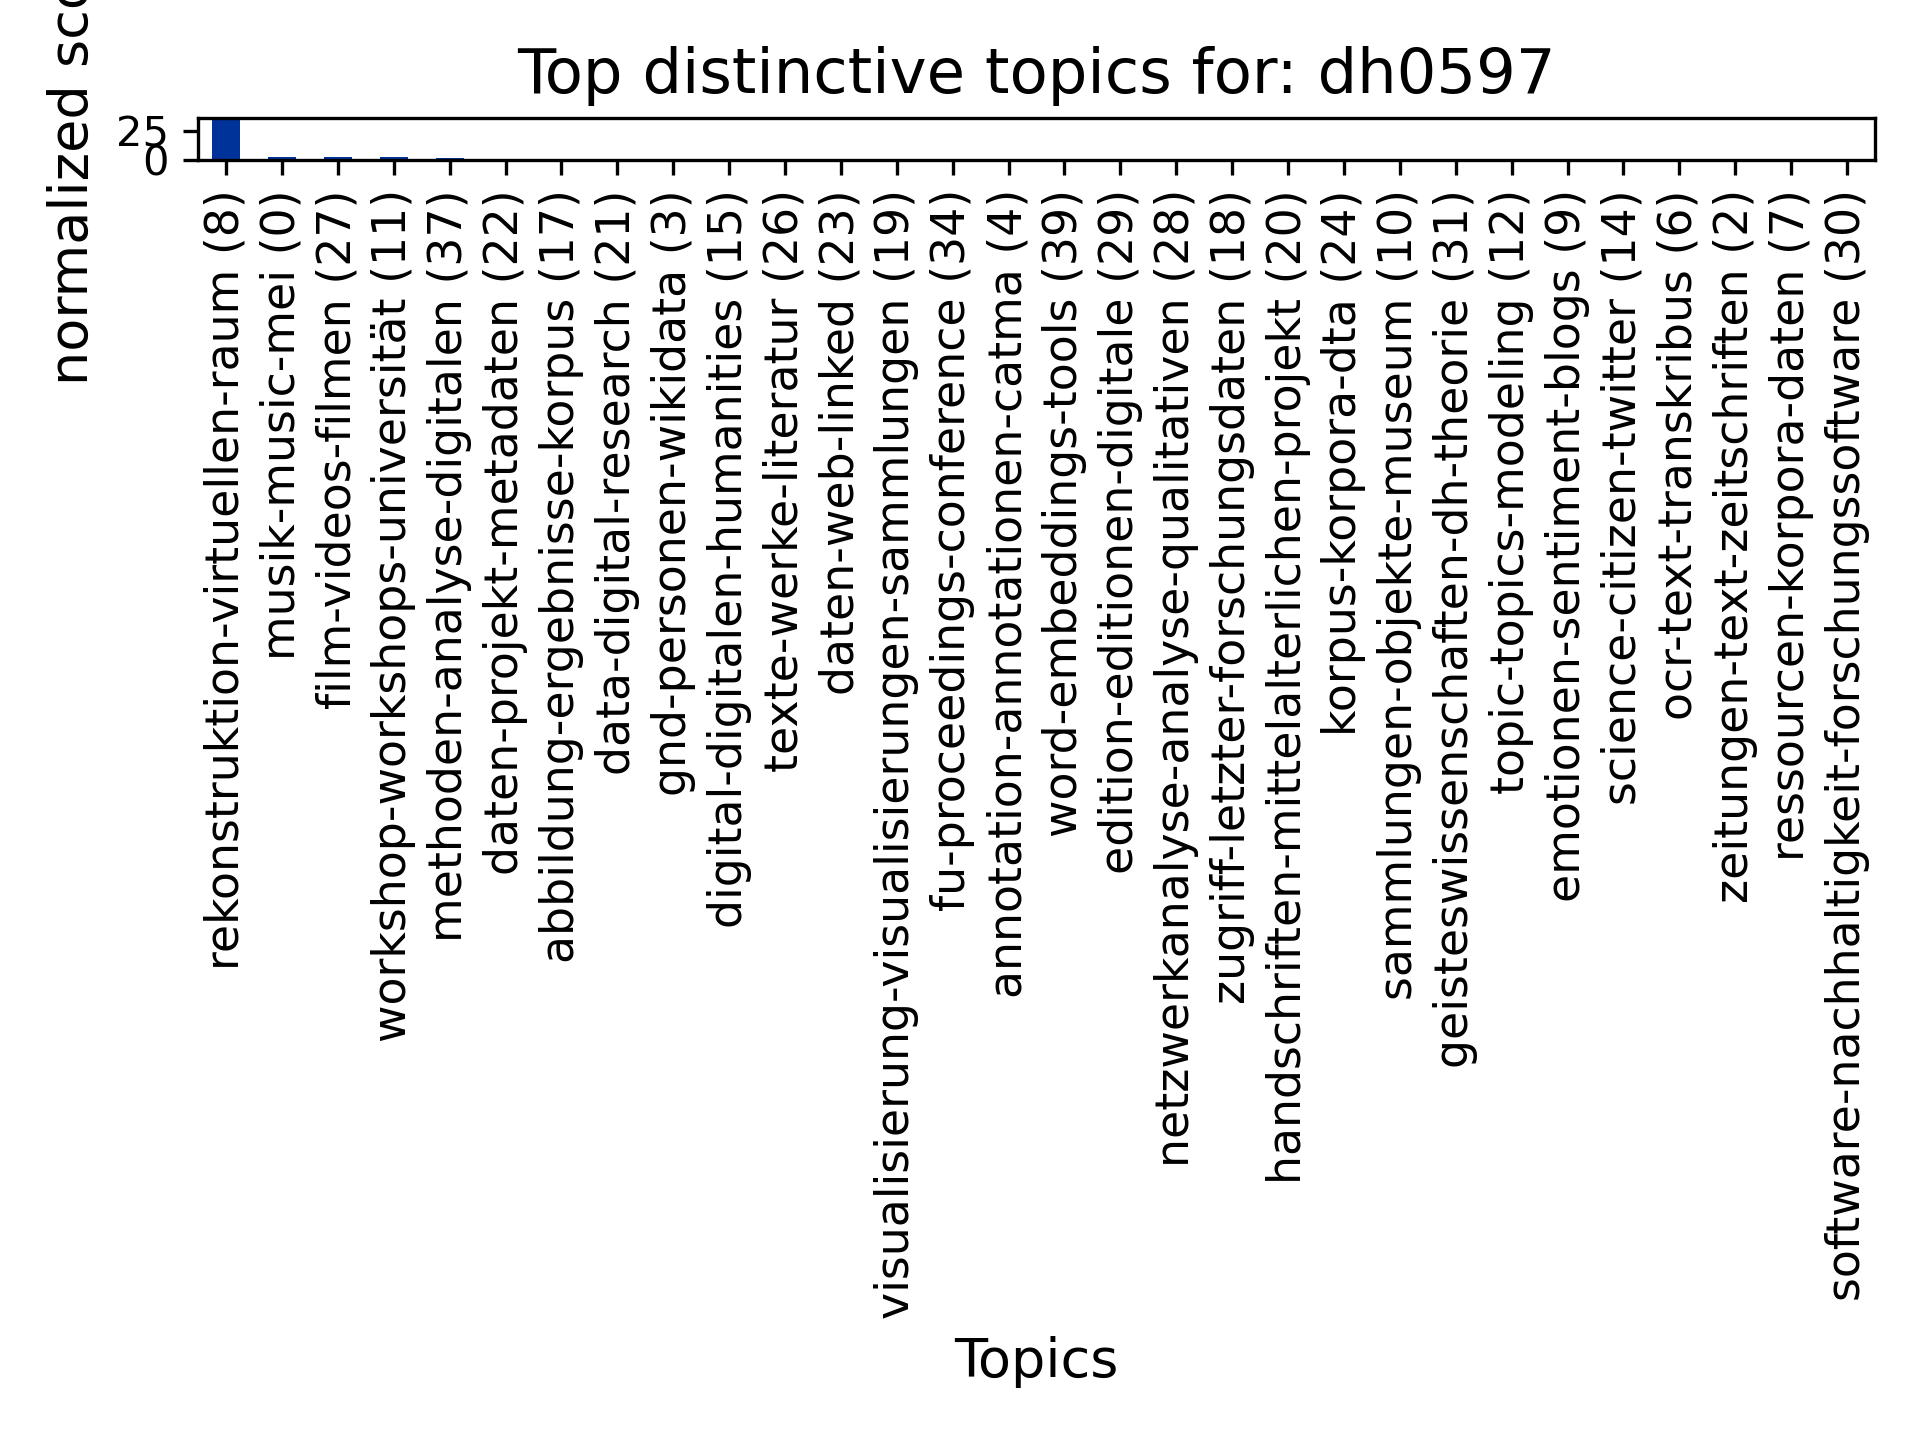 Top distinctive topics for: dh0597
normalized
25
0
rekonstruktion-virtuellen-raum (8)
musik-music-mei (0)
film-videos-filmen (27)
workshop-workshops-universität (11)
methoden-analyse-digitalen (37)
daten-projekt-metadaten (22)
abbildung-ergebnisse-korpus (17)
data-digital-research (21)
gnd-personen-wikidata (3)
digital-digitalen-humanities (15)
texte-werke-literatur (26)
daten-web-linked (23)
visualisierung-visualisierungen-sammlungen (19)
fu-proceedings-conference (34)
annotation-annotationen-catma (4)
word-embeddings-tools (39)
edition-editionen-digitale (29)
netzwerkanalyse-analyse-qualitativen (28)
zugriff-letzter-forschungsdaten (18)
handschriften-mittelalterlichen-projekt (20)
korpus-korpora-dta (24)
sammlungen-objekte-museum (10)
geisteswissenschaften-dh-theorie (31)
topic-topics-modeling (12)
emotionen-sentiment-blogs (9)
science-citizen-twitter (14)
ocr-text-transkribus (6)
zeitungen-text-zeitschriften (2)
ressourcen-korpora-daten (7)
software-nachhaltigkeit-forschungssoftware (30)
Topics